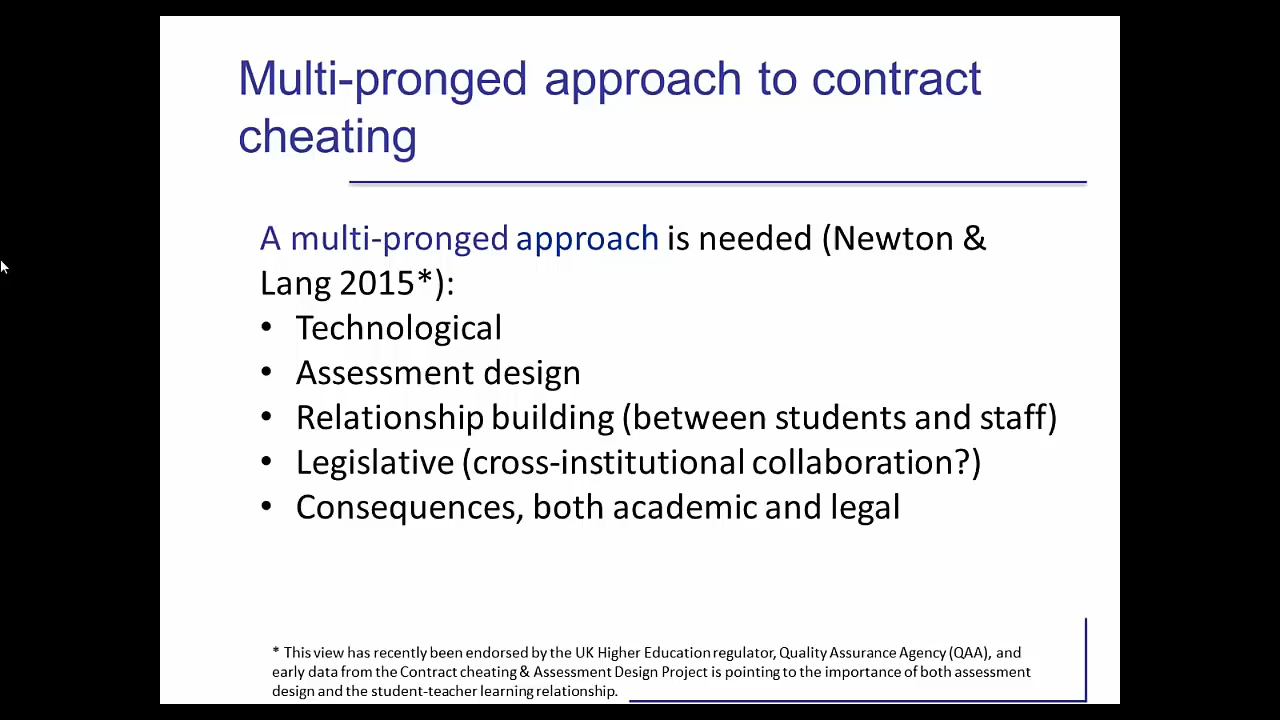 Multi-pronged approach to contract
cheating
A multi-pronged approach is needed (Newton &
Lang 2015*):
• Technological
• Assessment design
• Relationship building (between students and staff)
• Legislative (cross-institutional collaboration?)
• Consequences, both academic and legal
* This view has recently been endorsed by the UK Higher Education regulator, Quality Assurance Agency (QAA), and
early data from the Contract cheating & Assessment Design Project is pointing to the importance of both assessment
design and the student-teacher learning relationship.